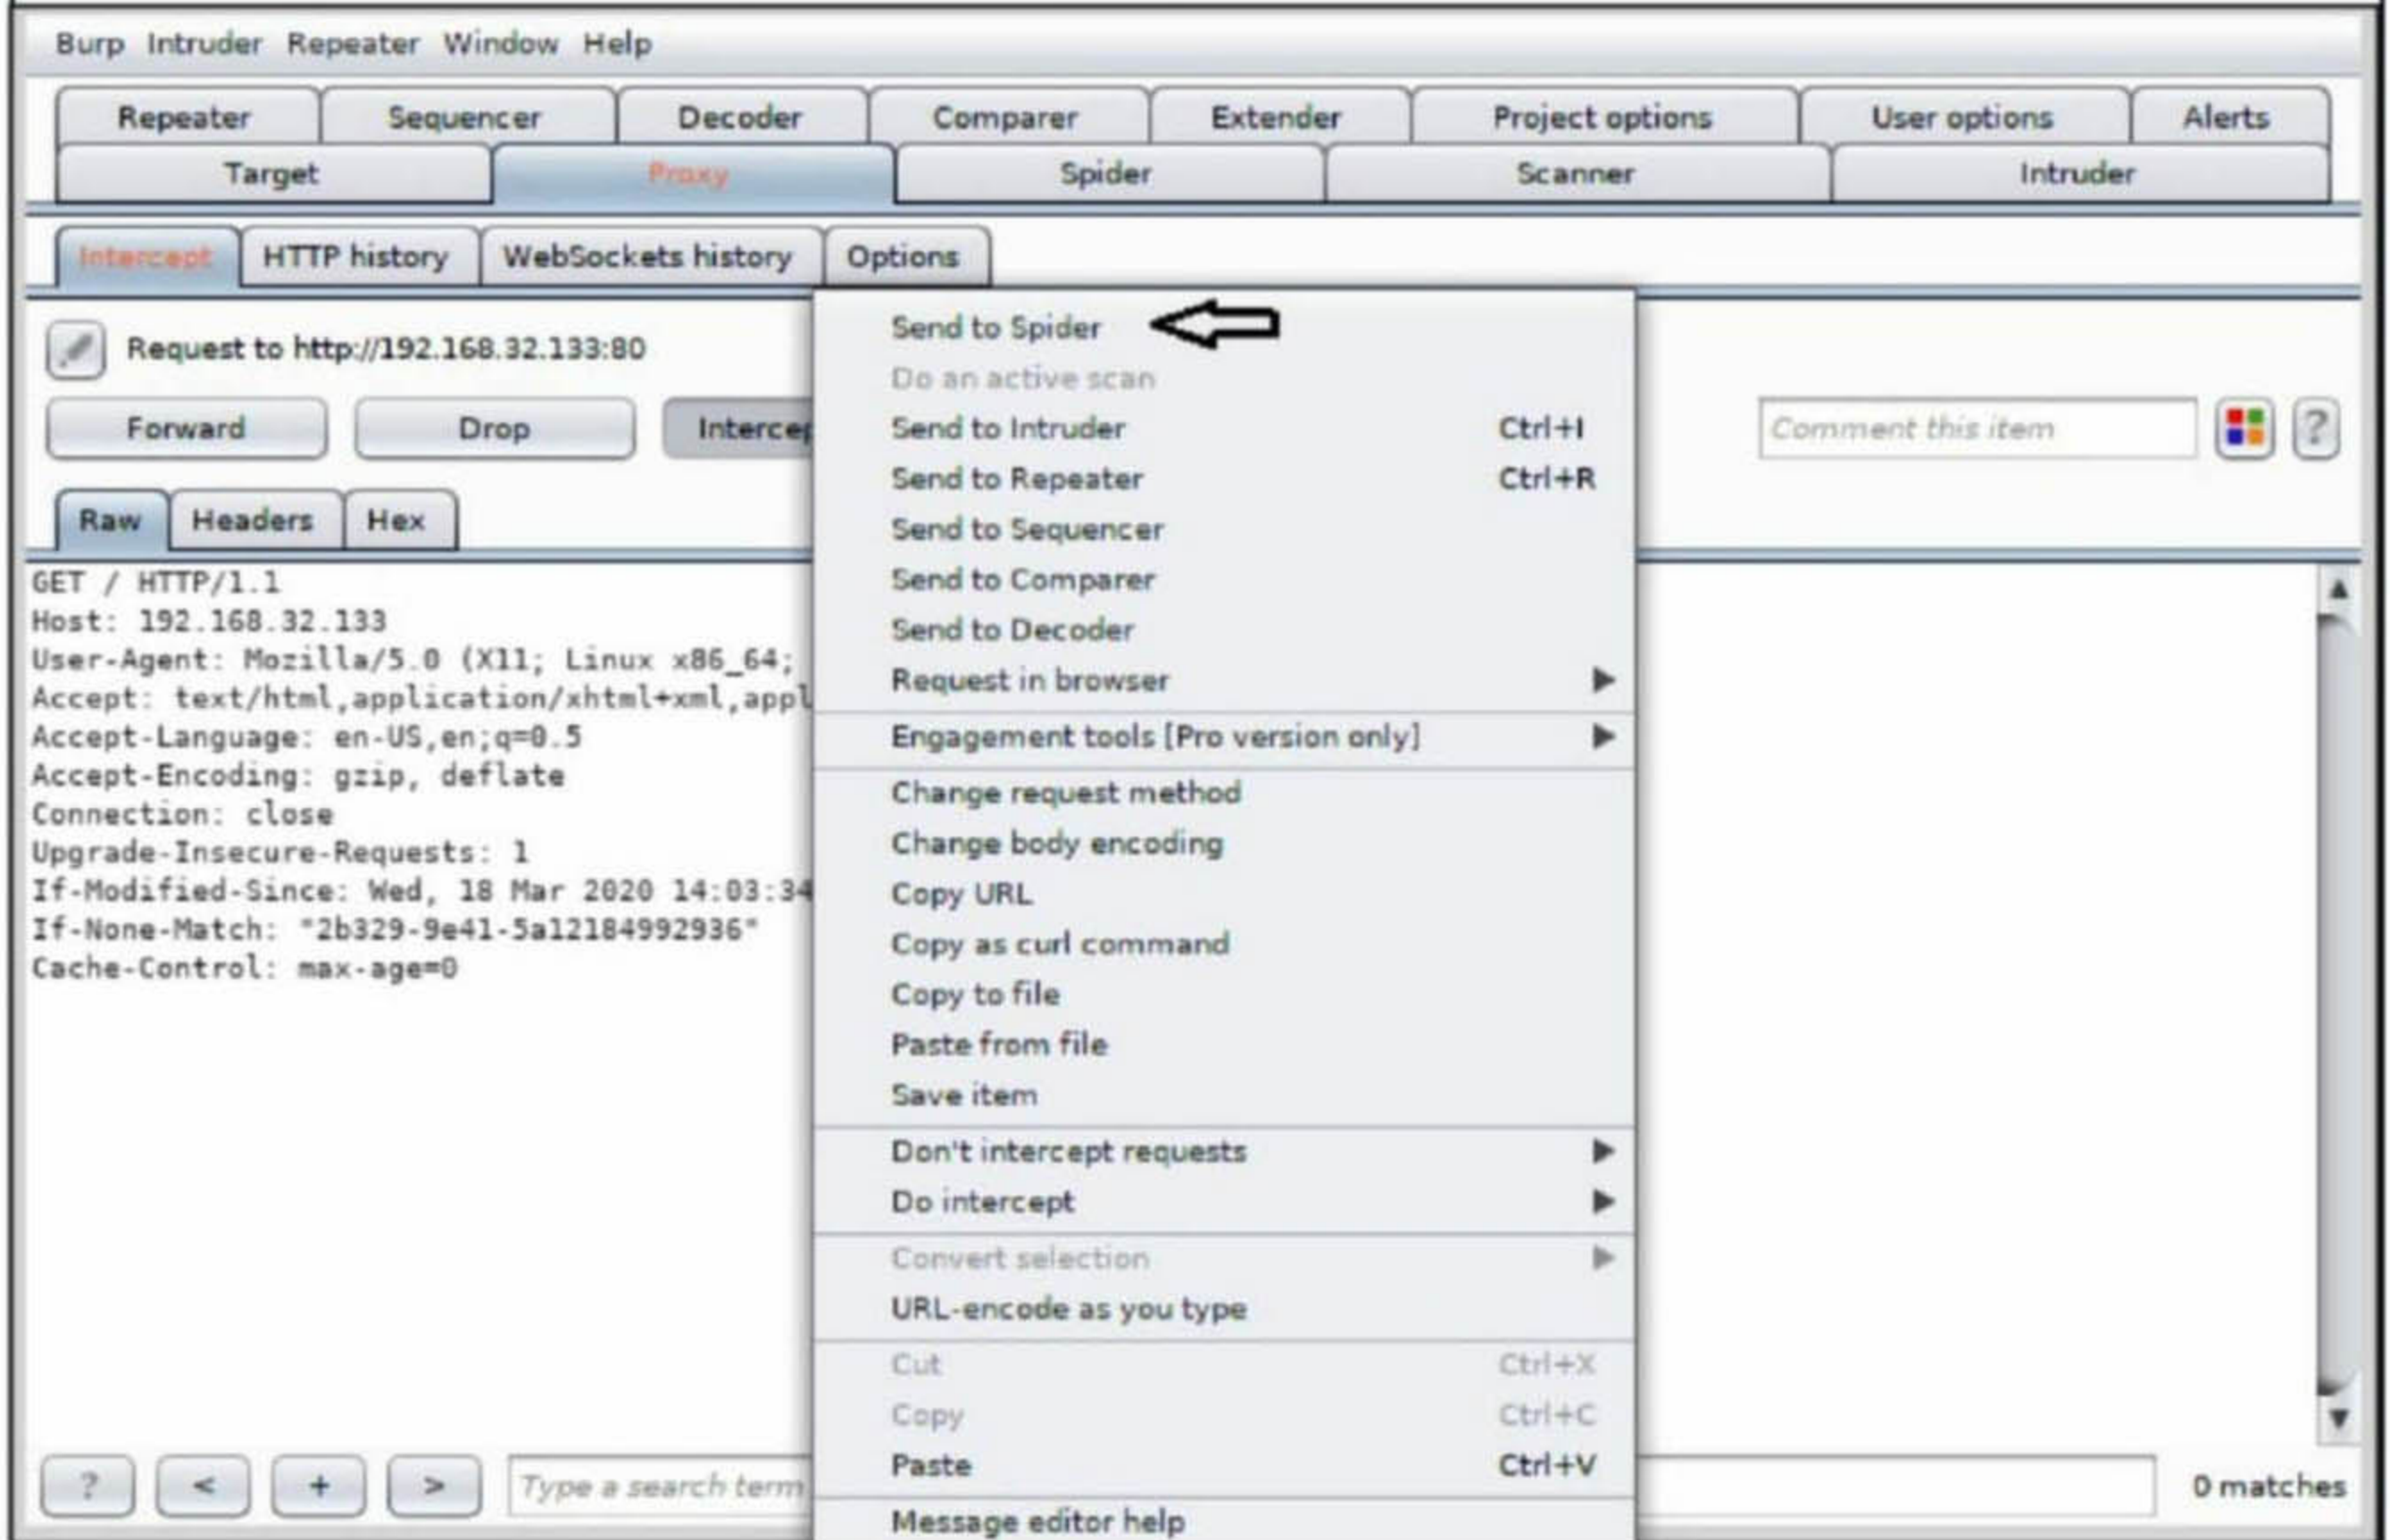 Burp Intruder Repeater Window Help
Repeater Sequencer Decoder Comparer Extender Project options User options Alerts
Target Proxy Spider Scanner Intruder
Intercept HTTP history WebSockets history Options
Request to http://192.168.32.133:80
Forward Drop Intercep
Comment this item ?
Raw Headers Hex
GET / HTTP/1.1
Host: 192.168.32.133
User-Agent: Mozilla/5.0 (X11; Linux x86_64;
Accept: text/html,application/xhtml+xml,appl
Accept-Language: en-US,en;q=0.5
Accept-Encoding: gzip, deflate
Connection: close
Upgrade-Insecure-Requests: 1
If-Modified-Since: Wed, 18 Mar 2020 14:03:34
If-None-Match: "2b329-9e41-5a12184992936"
Cache-Control: max-age=0
Send to Spider
Do an active scan
Send to Intruder Ctrl+I
Send to Repeater Ctrl+R
Send to Sequencer
Send to Comparer
Send to Decoder
Request in browser
Engagement tools [Pro version only]
Change request method
Change body encoding
Copy URL
Copy as curl command
Copy to file
Paste from file
Save item
Don't intercept requests
Do intercept
Convert selection
URL-encode as you type
Cut Ctrl+X
Copy Ctrl+C
Paste Ctrl+V
Message editor help
? < + > Type a search term 0 matches